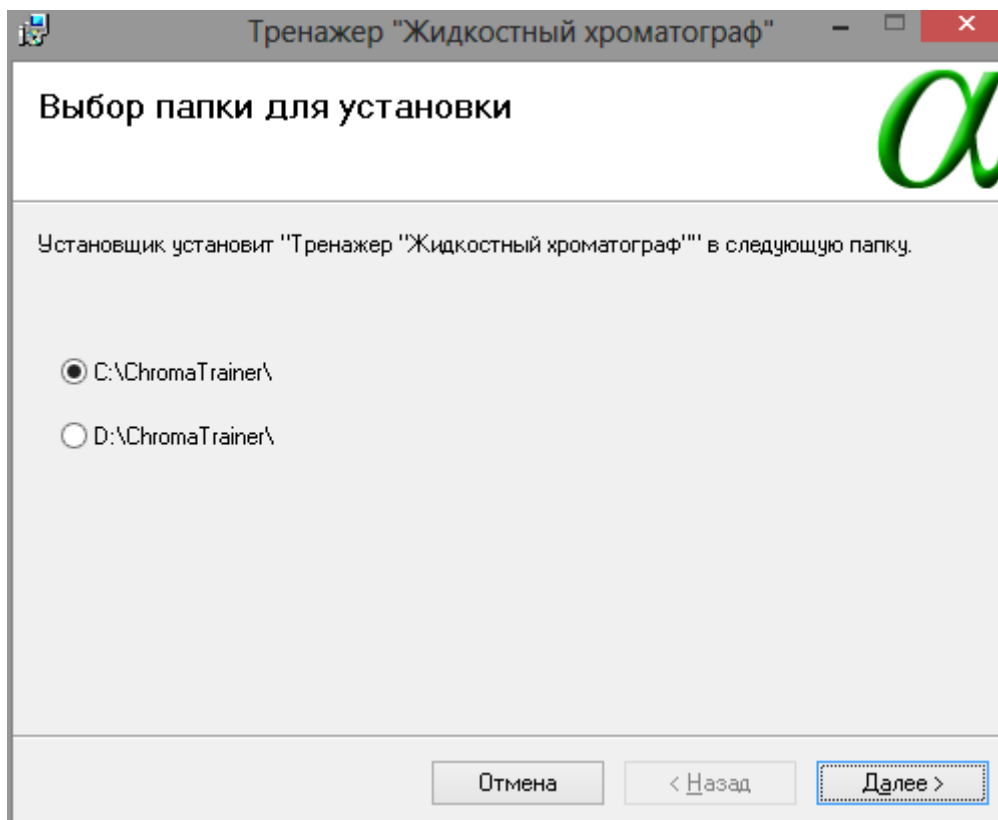 Тренажер "Жидкостный хроматограф"
Выбор папки для установки
α
Установщик установит "Тренажер "Жидкостный хроматограф"" в следующую папку.
C:\ChromaTrainer\
D:\ChromaTrainer\
Отмена
< Назад
Далее >